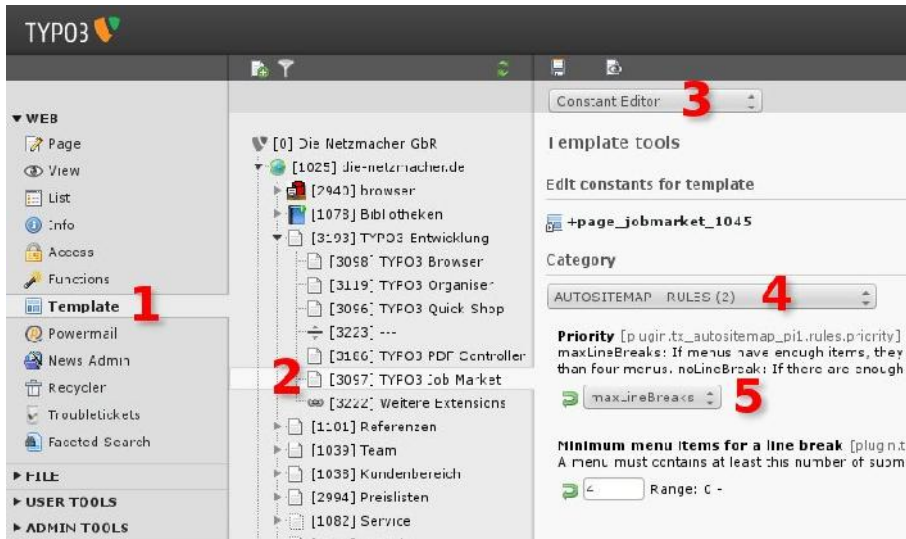 TYPO3
WEB
Page
View
List
Info
Access
Functions
Template
1
Powermail
News Admin
Recycler
Troubletickets
Faceted Search
FILE
USER TOOLS
ADMIN TOOLS
[0] Die Netzmacher GbR
[1025] die-netzmacher.de
[2940] browser
[1078] Bibliotheken
[3193] TYPO3 Entwicklung
[3098] TYPO3 Browser
[3119] TYPO3 Organiser
[3096] TYPO3 Quick Shop
[3223] ---
[3186] TYPO3 PDF Controller
2
[3097] TYPO3 Job Market
[3222] Weitere Extensions
[1101] Referenzen
[1039] Team
[1038] Kundenbereich
[2994] Preislisten
[1082] Service
Constant Editor
3
Template tools
Edit constants for template
+page_jobmarket_1045
Category
AUTOSITEMAP - RULES (2)
4
Priority [plugin.tx_autositemap_pi1.rules.priority]
maxLineBreaks: If menus have enough items, they
than four menus. noLineBreak: If there are enough
maxLineBreaks
5
Minimum menu items for a line break [plugin.t
A menu must contains at least this number of subm
Range: 0 -